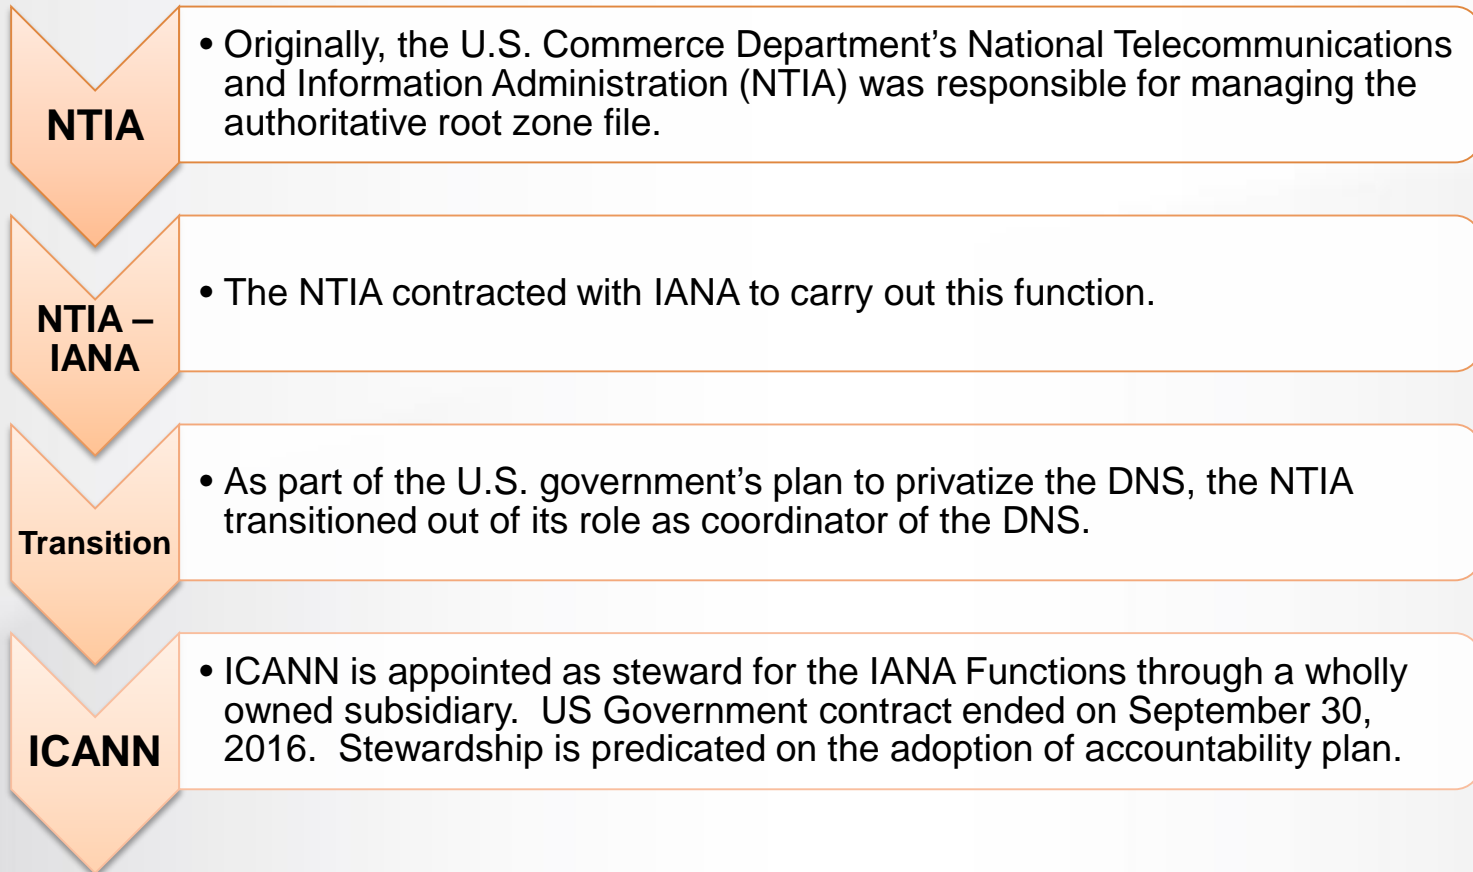 NTIA
• Originally, the U.S. Commerce Department’s National Telecommunications
and Information Administration (NTIA) was responsible for managing the
authoritative root zone file.
NTIA –
IANA
• The NTIA contracted with IANA to carry out this function.
Transition
• As part of the U.S. government’s plan to privatize the DNS, the NTIA
transitioned out of its role as coordinator of the DNS.
ICANN
• ICANN is appointed as steward for the IANA Functions through a wholly
owned subsidiary.  US Government contract ended on September 30,
2016.  Stewardship is predicated on the adoption of accountability plan.